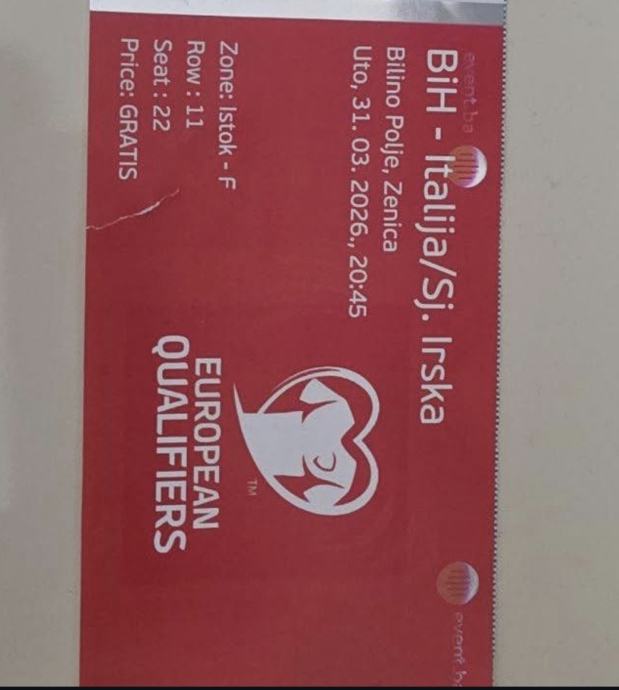 event.ba
BiH - Italija/Sj. Irska
Bilino Polje, Zenica
Uto, 31. 03. 2026., 20:45
Zone: Istok - F
Row : 11
Seat : 22
Price: GRATIS
TM
EUROPEAN
QUALIFIERS
event.ba